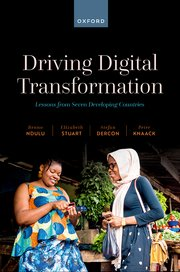 OXFORD
Driving Digital
Transformation
Lessons from Seven Developing Countries
Benno
NDULU
Elizabeth
STUART
Stefan
DERCON
Peter
KNAACK